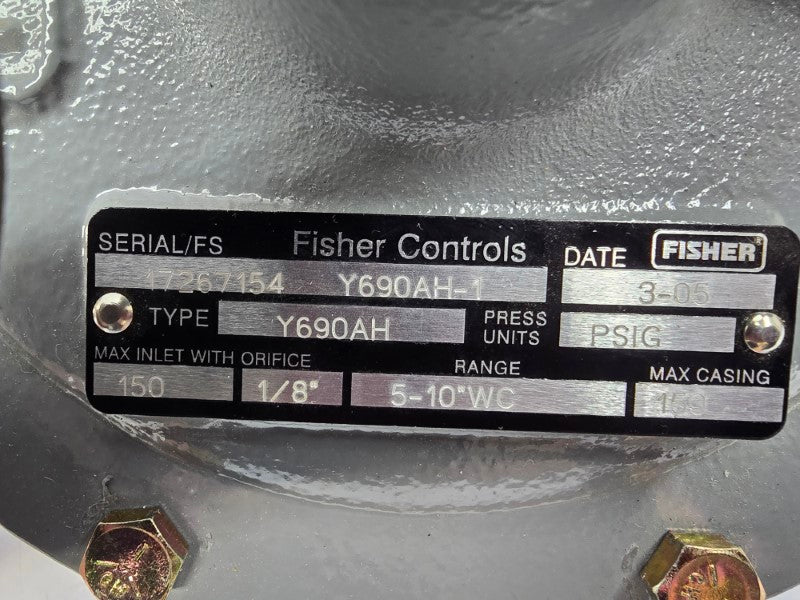 SERIAL/FS Fisher Controls DATE FISHER
17267154 Y690AH-1 3-05
TYPE Y690AH PRESS UNITS PSIG
MAX INLET WITH ORIFICE RANGE MAX CASING
150 1/8" 5-10"WC